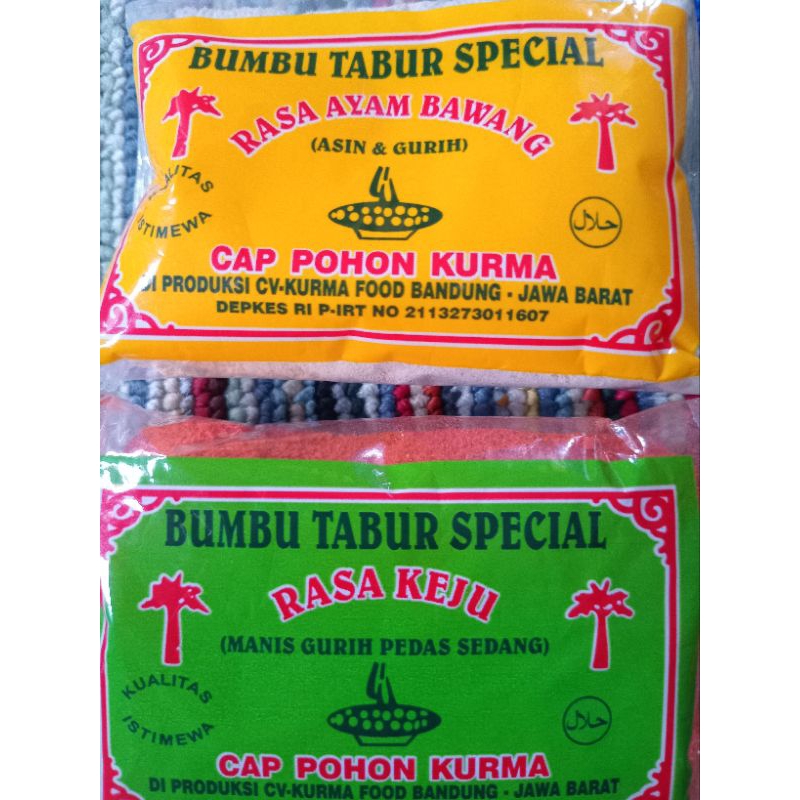 BUMBU TABUR SPECIAL
RASA AYAM BAWANG
(ASIN & GURIH)
ISTIMEWA
حلال
CAP POHON KURMA
DI PRODUKSI CV-KURMA FOOD BANDUNG - JAWA BARAT
DEPKES RI P-IRT NO 2113273011607
BUMBU TABUR SPECIAL
RASA KEJU
(MANIS GURIH PEDAS SEDANG)
KUALITAS
ISTIMEWA
حلال
CAP POHON KURMA
DI PRODUKSI CV-KURMA FOOD BANDUNG - JAWA BARAT